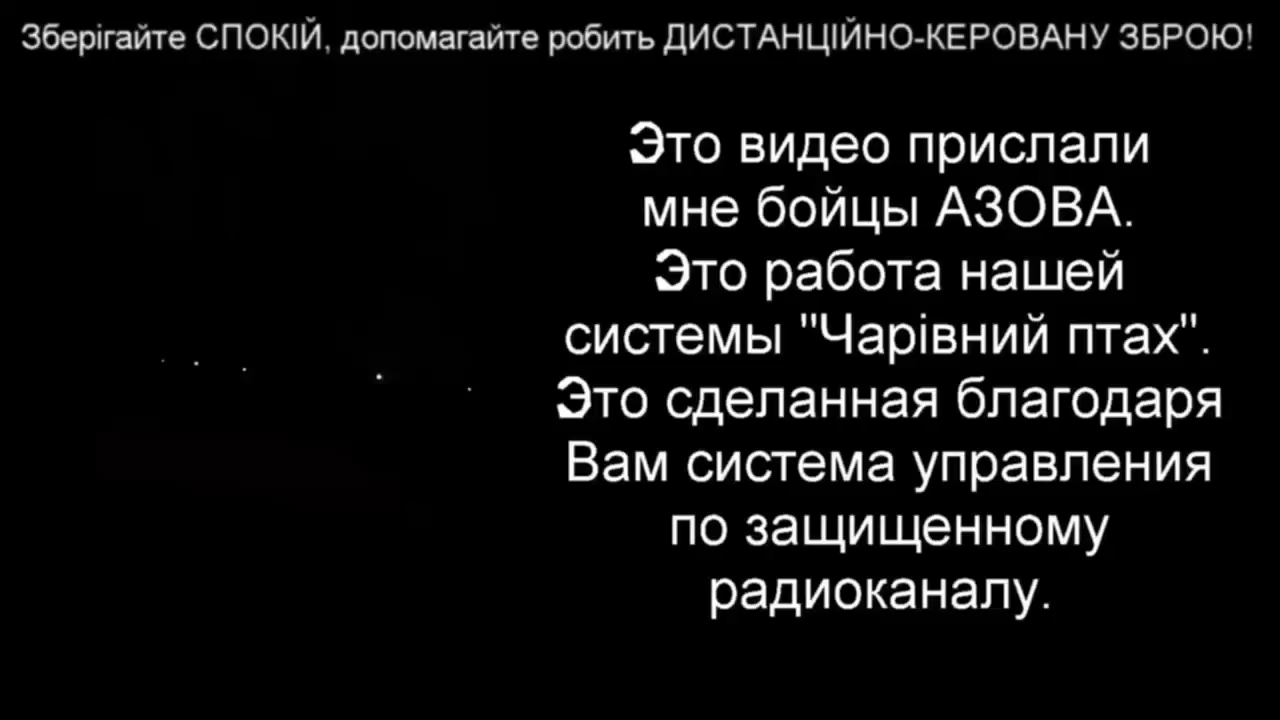 Зберігайте СПОКІЙ, допомагайте робить ДИСТАНЦІЙНО-КЕРОВАНУ ЗБРОЮ!
Это видео прислали
мне бойцы АЗОВА.
Это работа нашей
системы "Чарівний птах".
Это сделанная благодаря
Вам система управления
по защищенному
радиоканалу.